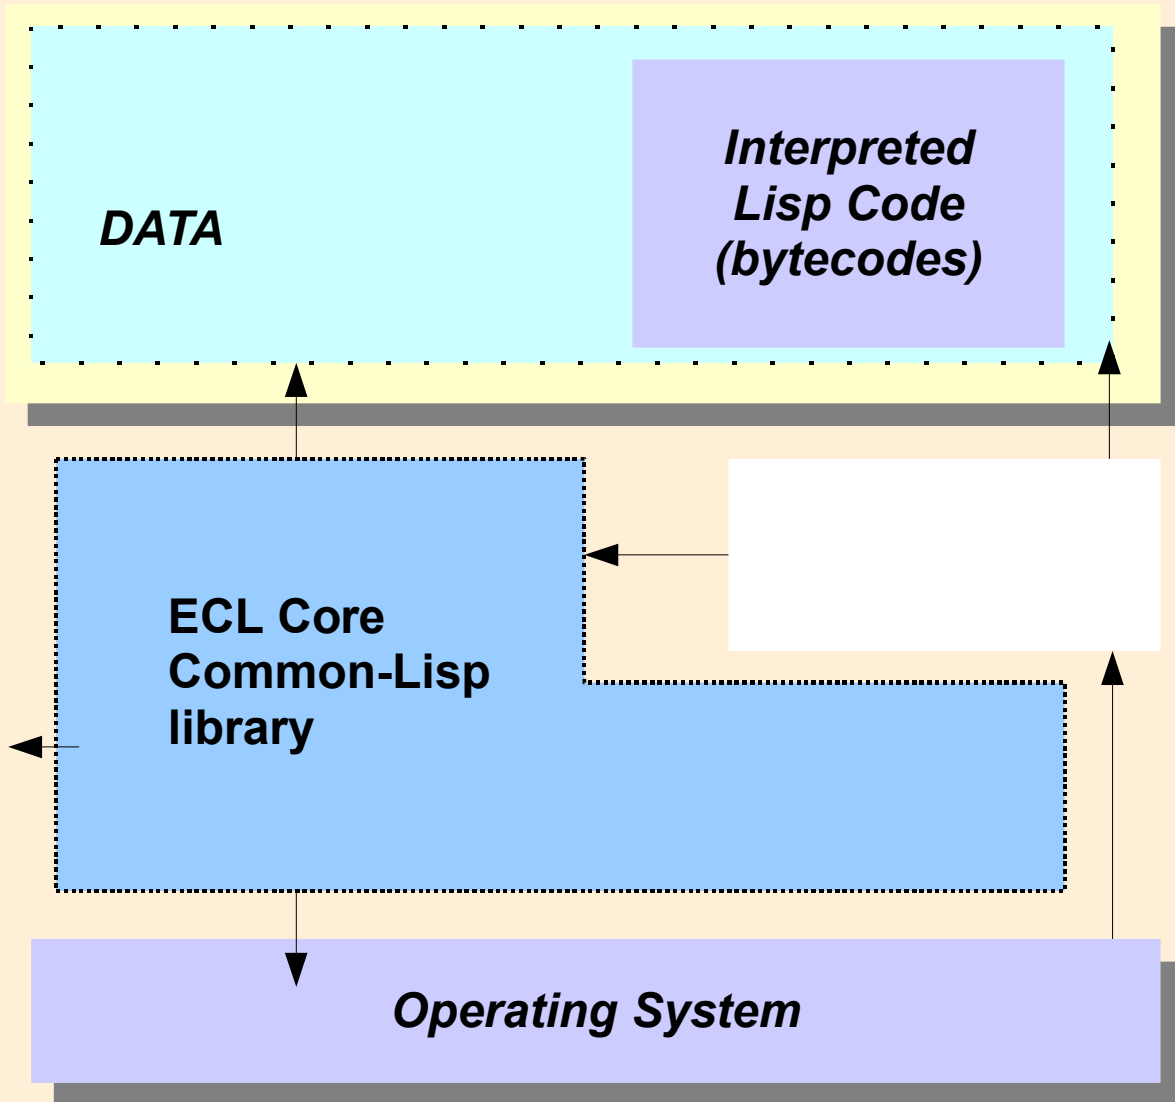 Interpreted
Lisp Code
(bytecodes)
DATA
ECL Core
Common-Lisp
library
Operating System